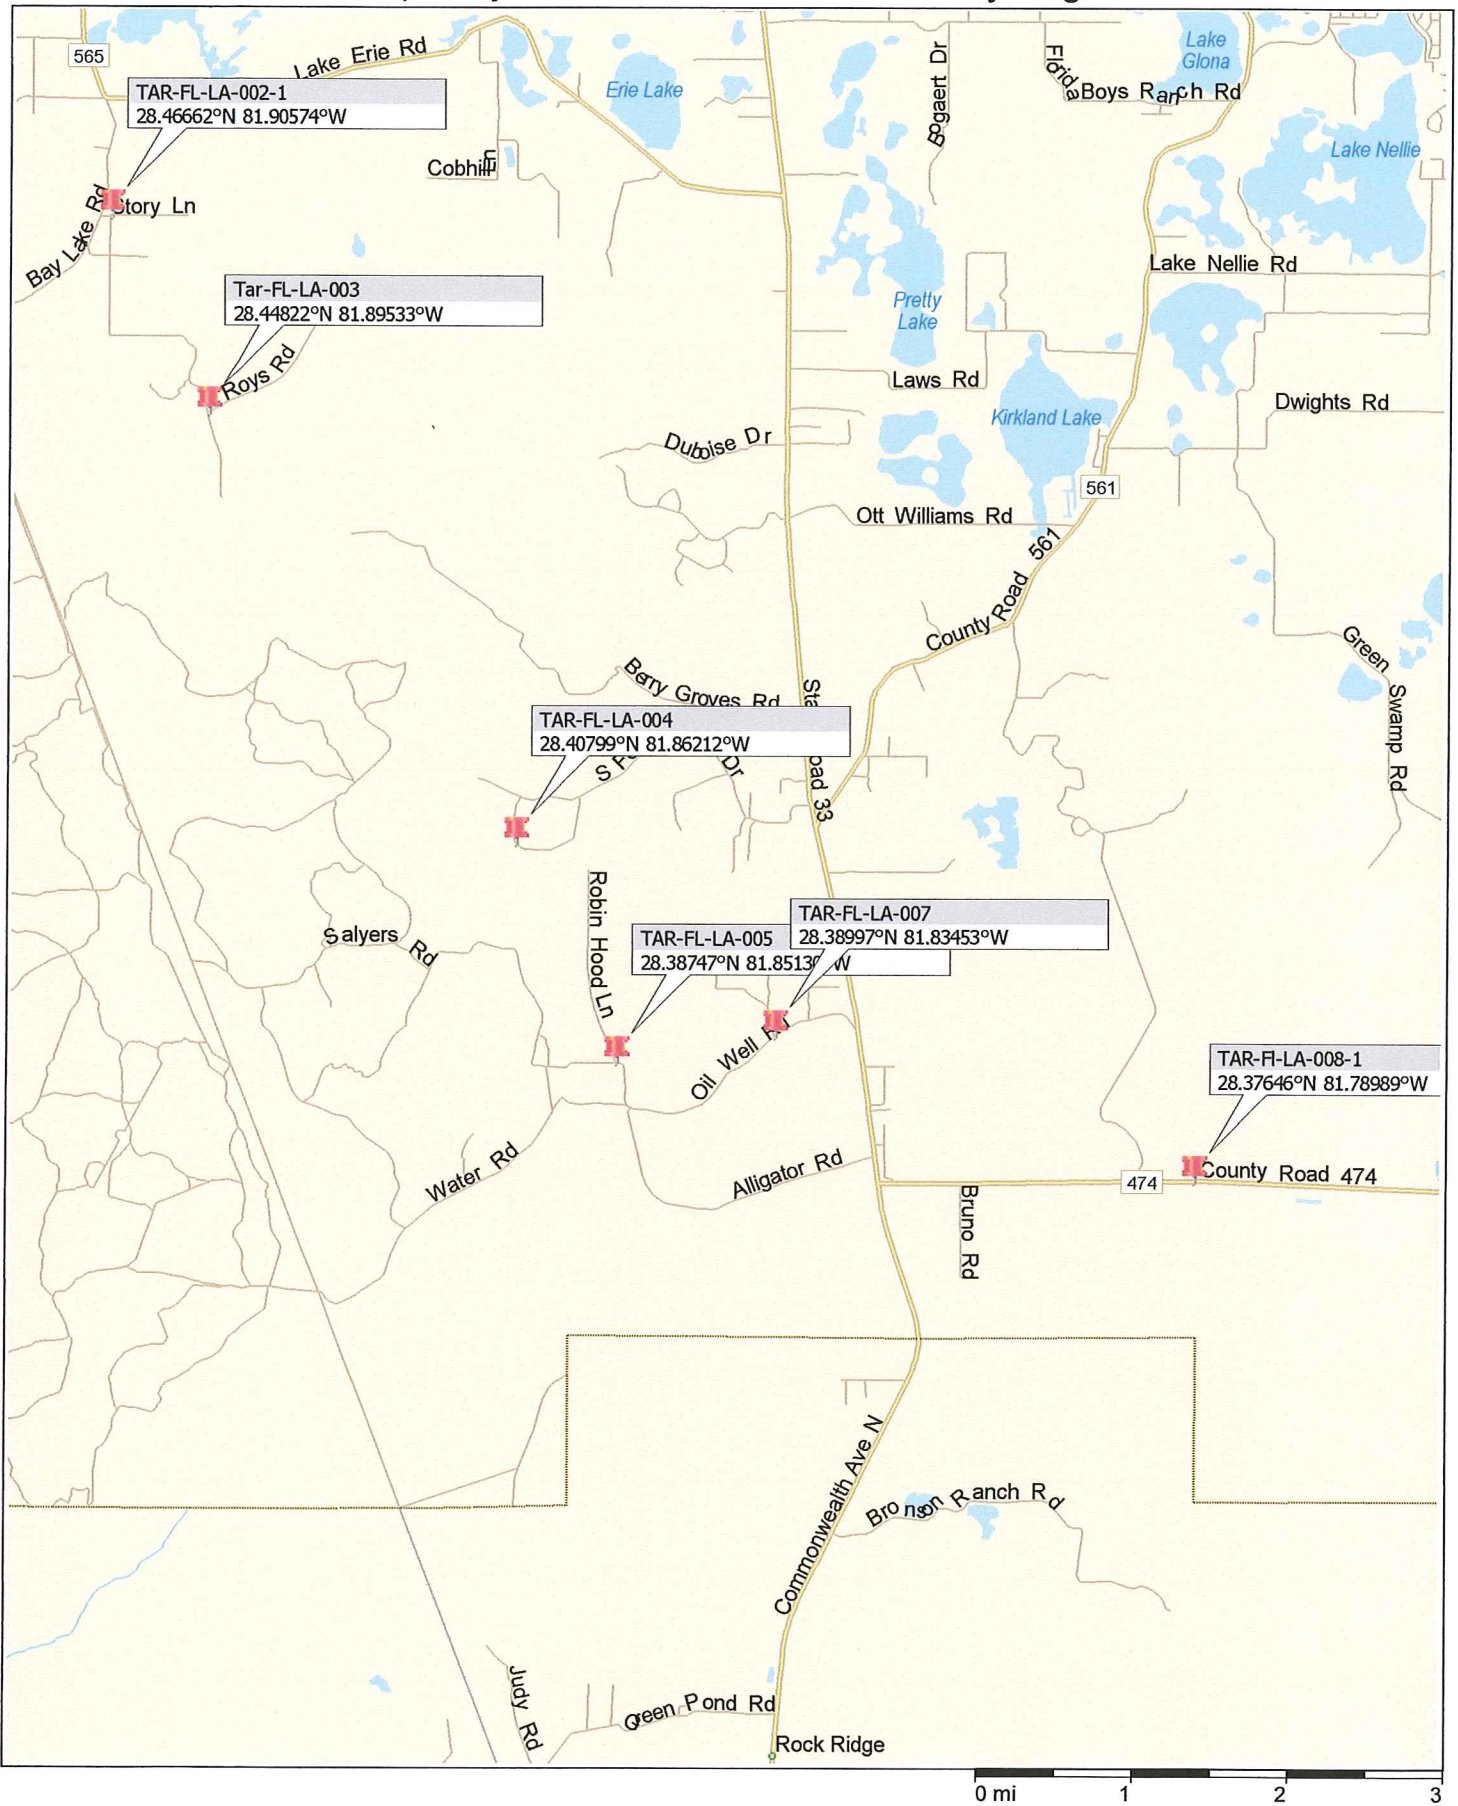 565
Lake Erie Rd
TAR-FL-LA-002-1
28.46662°N 81.90574°W
Erie Lake
Bogaert Dr
Florida
Boys Ranch Rd
Lake
Glona
Lake Nellie
Cobhill Ln
Story Ln
Bay Lake Rd
Lake Nellie Rd
Tar-FL-LA-003
28.44822°N 81.89533°W
Roys Rd
Pretty
Lake
Laws Rd
Kirkland Lake
Dwights Rd
Duboise Dr
561
Ott Williams Rd
County Road 561
Green Swamp Rd
Berry Groves Rd
TAR-FL-LA-004
28.40799°N 81.86212°W
Dr
oad 33
Robin Hood Ln
Salyers Rd
TAR-FL-LA-007
28.38997°N 81.83453°W
TAR-FL-LA-005
28.38747°N 81.8513 W
Oil Well Rd
TAR-Fl-LA-008-1
28.37646°N 81.78989°W
Water Rd
Alligator Rd
474
County Road 474
Bruno Rd
Commonwealth Ave N
Bronson Ranch Rd
Judy Rd
Green Pond Rd
Rock Ridge
0 mi 1 2 3